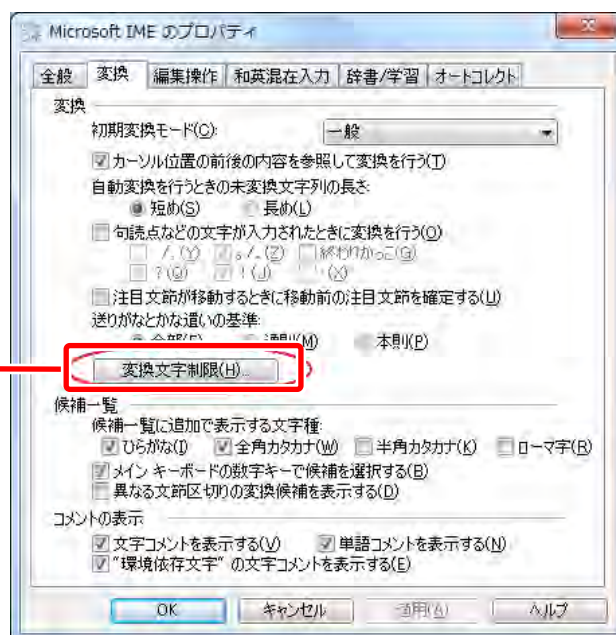 Microsoft IME のプロパティ
全般 変換 編集操作 和英混在入力 辞書/学習 オートコレクト
変換
初期変換モード(C): 一般
カーソル位置の前後の内容を参照して変換を行う(T)
自動変換を行うときの未変換文字列の長さ:
短め(S) 長め(L)
句読点などの文字が入力されたときに変換を行う(O)
終わりかっこ(G)
?(Q) !(J)
注目文節が移動するときに移動前の注目文節を確定する(U)
送りがなとかな遣いの基準:
本則(P)
変換文字制限(H)...
候補一覧
候補一覧に追加で表示する文字種:
ひらがな(I) 全角カタカナ(W) 半角カタカナ(K) ローマ字(R)
メイン キーボードの数字キーで候補を選択する(B)
異なる文節区切りの変換候補を表示する(D)
コメントの表示
文字コメントを表示する(V) 単語コメントを表示する(N)
"環境依存文字" の文字コメントを表示する(E)
OK キャンセル 適用(A) ヘルプ